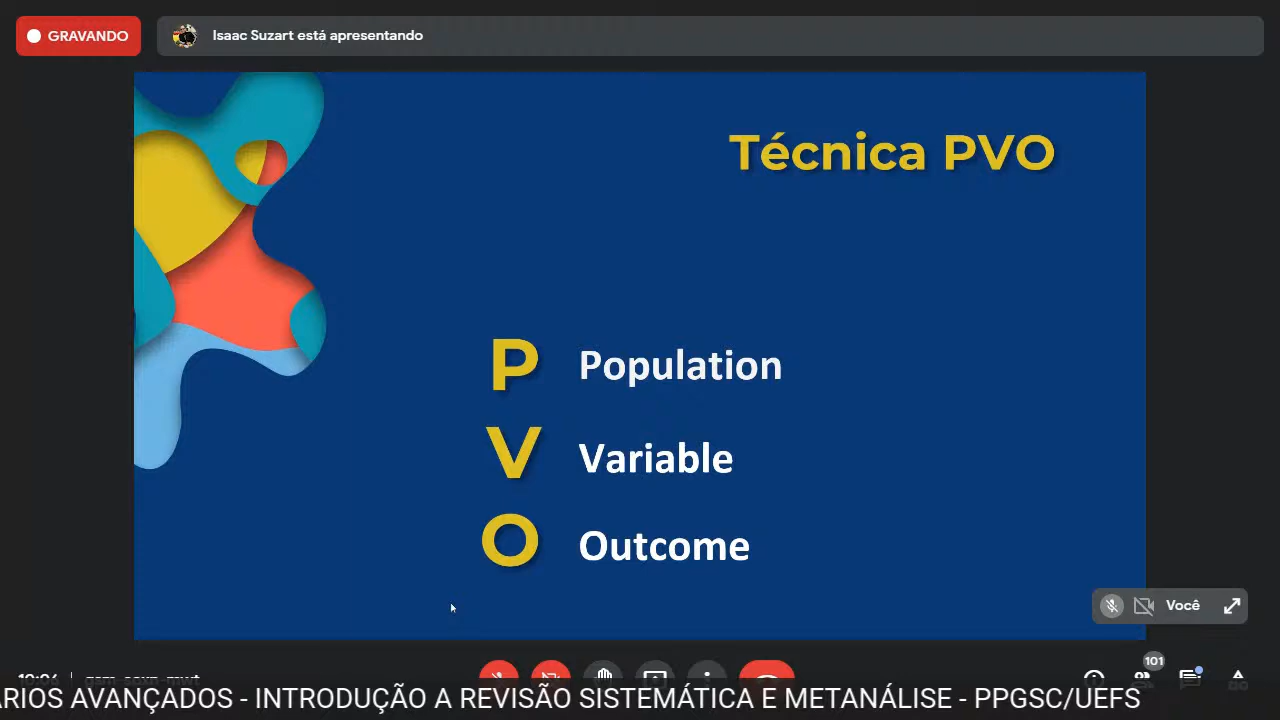 GRAVANDO
Isaac Suzart está apresentando
Técnica PVO
P Population
V Variable
O Outcome
Você
101
ÁRIOS AVANÇADOS - INTRODUÇÃO A REVISÃO SISTEMÁTICA E METANÁLISE - PPGSC/UEFS